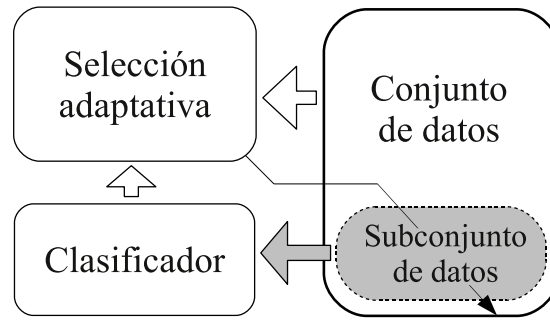 Selección
adaptativa
Conjunto
de datos
Clasificador
Subconjunto
de datos